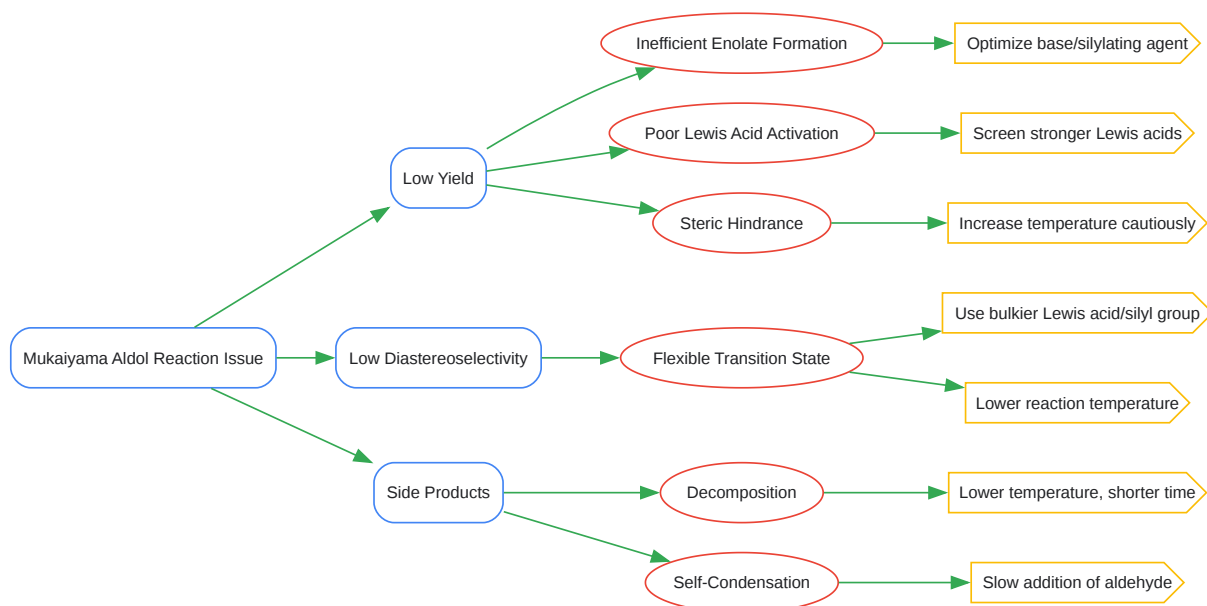 Inefficient Enolate Formation
Optimize base/silylating agent
Poor Lewis Acid Activation
Screen stronger Lewis acids
Low Yield
Steric Hindrance
Increase temperature cautiously
Use bulkier Lewis acid/silyl group
Mukaiyama Aldol Reaction Issue
Low Diastereoselectivity
Flexible Transition State
Lower reaction temperature
Side Products
Decomposition
Lower temperature, shorter time
Self-Condensation
Slow addition of aldehyde